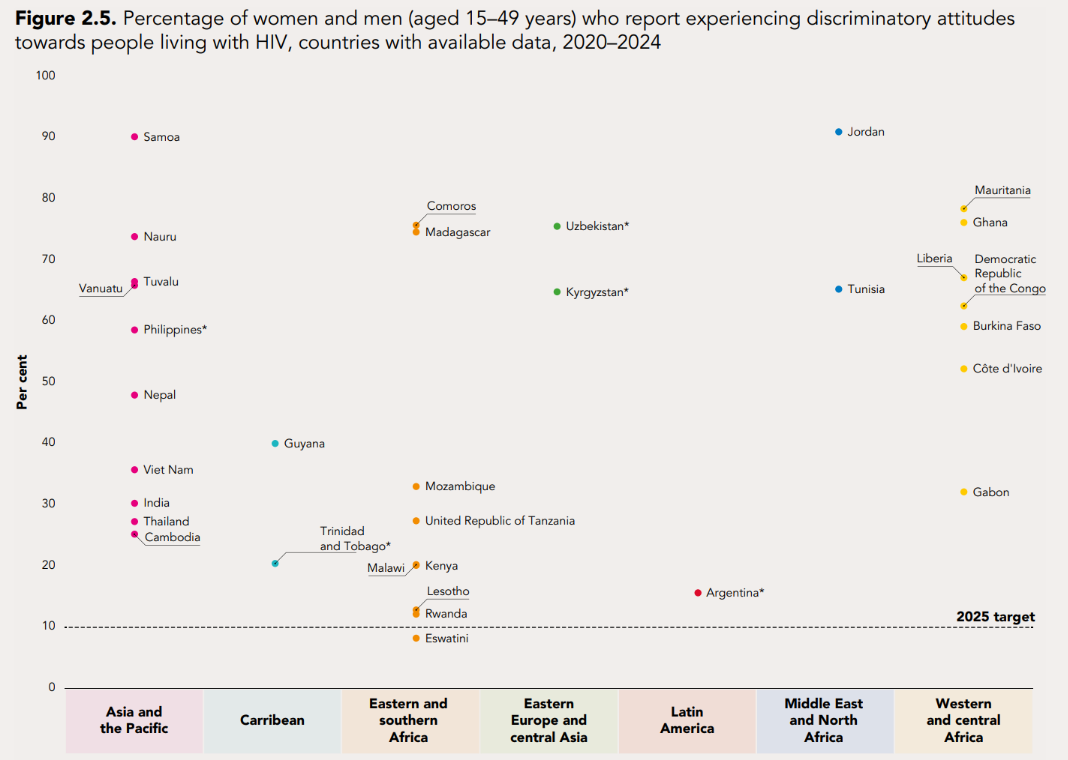 Figure 2.5. Percentage of women and men (aged 15–49 years) who report experiencing discriminatory attitudes
towards people living with HIV, countries with available data, 2020–2024
Per cent
100
90
80
70
60
50
40
30
20
10
0
Samoa
Nauru
Tuvalu
Vanuatu
Philippines*
Nepal
Viet Nam
India
Thailand
Cambodia
Guyana
Trinidad
and Tobago*
Comoros
Madagascar
Mozambique
United Republic of Tanzania
Malawi
Kenya
Lesotho
Rwanda
Eswatini
Uzbekistan*
Kyrgyzstan*
Argentina*
Jordan
Tunisia
Mauritania
Ghana
Liberia
Democratic
Republic
of the Congo
Burkina Faso
Côte d'Ivoire
Gabon
2025 target
Asia and
the Pacific
Carribean
Eastern and
southern
Africa
Eastern
Europe and
central Asia
Latin
America
Middle East
and North
Africa
Western
and central
Africa